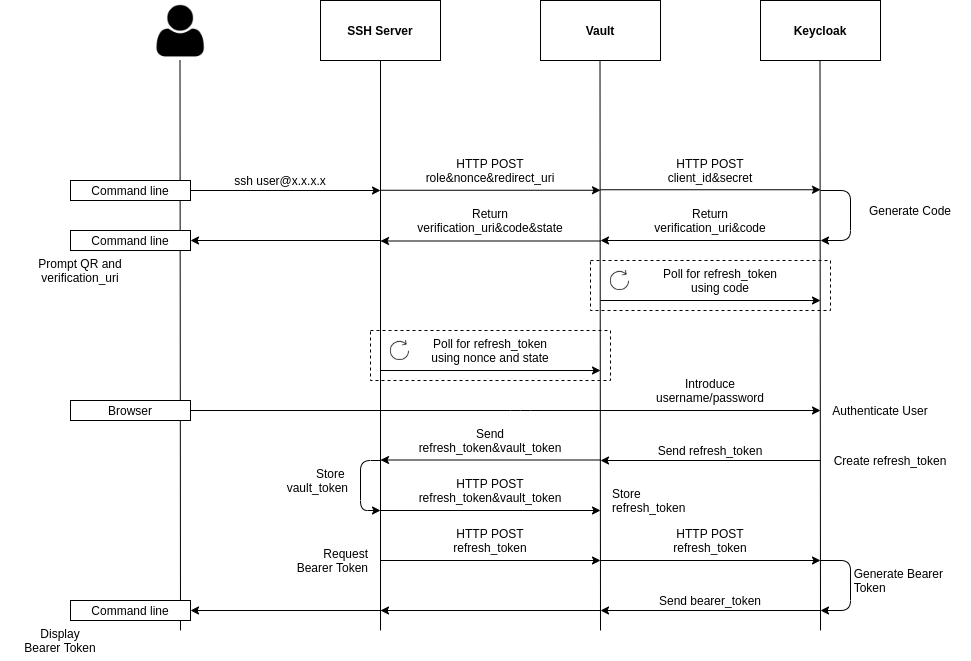 SSH Server
Vault
Keycloak
HTTP POST
role&nonce&redirect_uri
HTTP POST
client_id&secret
ssh user@x.x.x.x
Command line
Generate Code
Return
verification_uri&code&state
Return
verification_uri&code
Command line
Prompt QR and
verification_uri
Poll for refresh_token
using code
Poll for refresh_token
using nonce and state
Introduce
username/password
Browser
Authenticate User
Send
refresh_token&vault_token
Send refresh_token
Create refresh_token
Store
vault_token
HTTP POST
refresh_token&vault_token
Store
refresh_token
HTTP POST
refresh_token
HTTP POST
refresh_token
Request
Bearer Token
Generate Bearer
Token
Send bearer_token
Command line
Display
Bearer Token